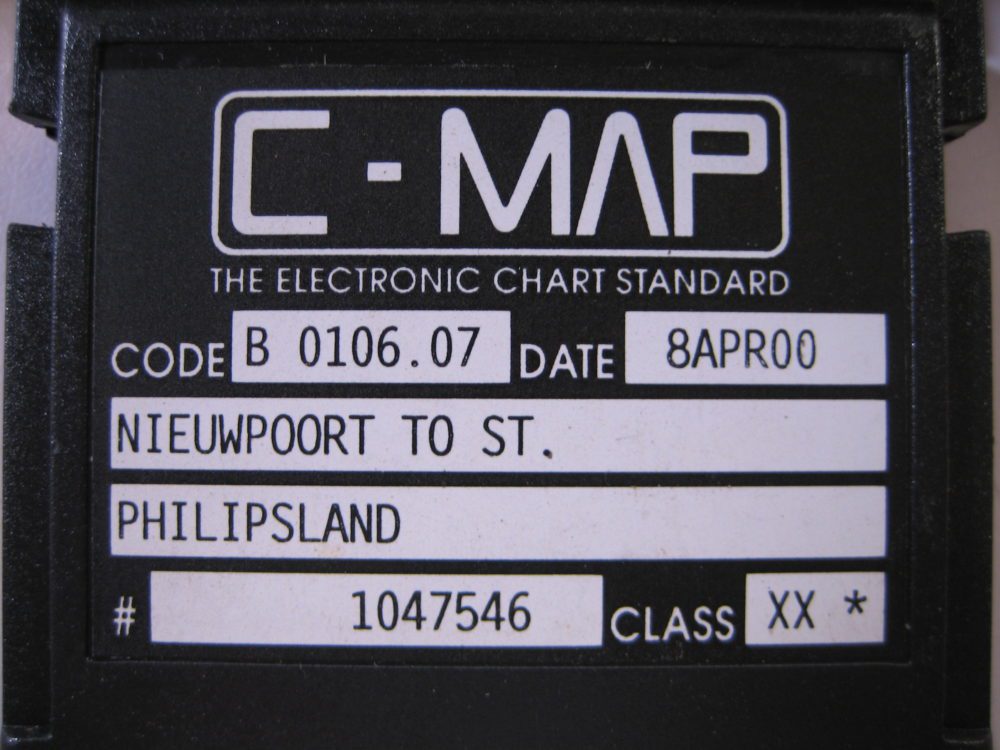 C-MAP
THE ELECTRONIC CHART STANDARD
CODE B 0106.07 DATE 8APR00
NIEUWPOORT TO ST.
PHILIPSLAND
# 1047546 CLASS XX *